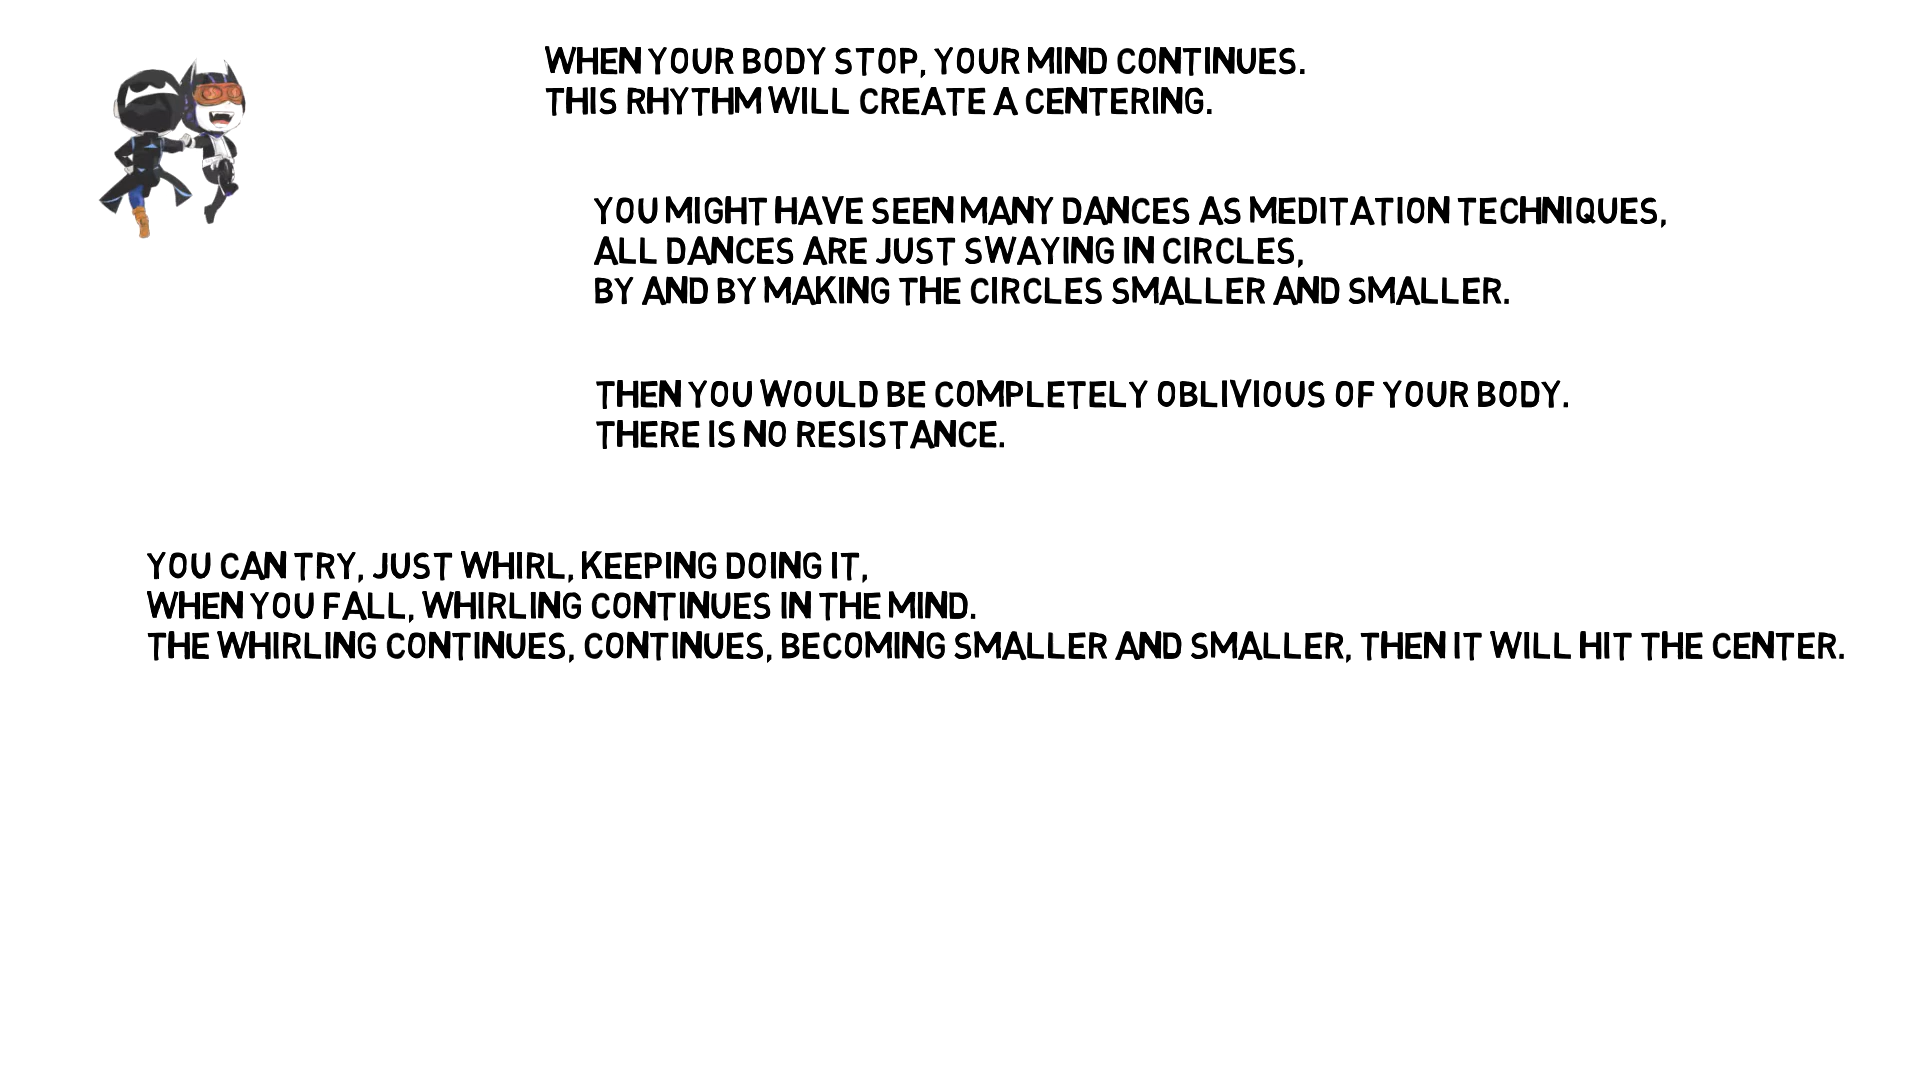 WHEN YOUR BODY STOP, YOUR MIND CONTINUES.
THIS RHYTHM WILL CREATE A CENTERING.
YOU MIGHT HAVE SEEN MANY DANCES AS MEDITATION TECHNIQUES,
ALL DANCES ARE JUST SWAYING IN CIRCLES,
BY AND BY MAKING THE CIRCLES SMALLER AND SMALLER.
THEN YOU WOULD BE COMPLETELY OBLIVIOUS OF YOUR BODY.
THERE IS NO RESISTANCE.
YOU CAN TRY, JUST WHIRL, KEEPING DOING IT,
WHEN YOU FALL, WHIRLING CONTINUES IN THE MIND.
THE WHIRLING CONTINUES, CONTINUES, BECOMING SMALLER AND SMALLER, THEN IT WILL HIT THE CENTER.